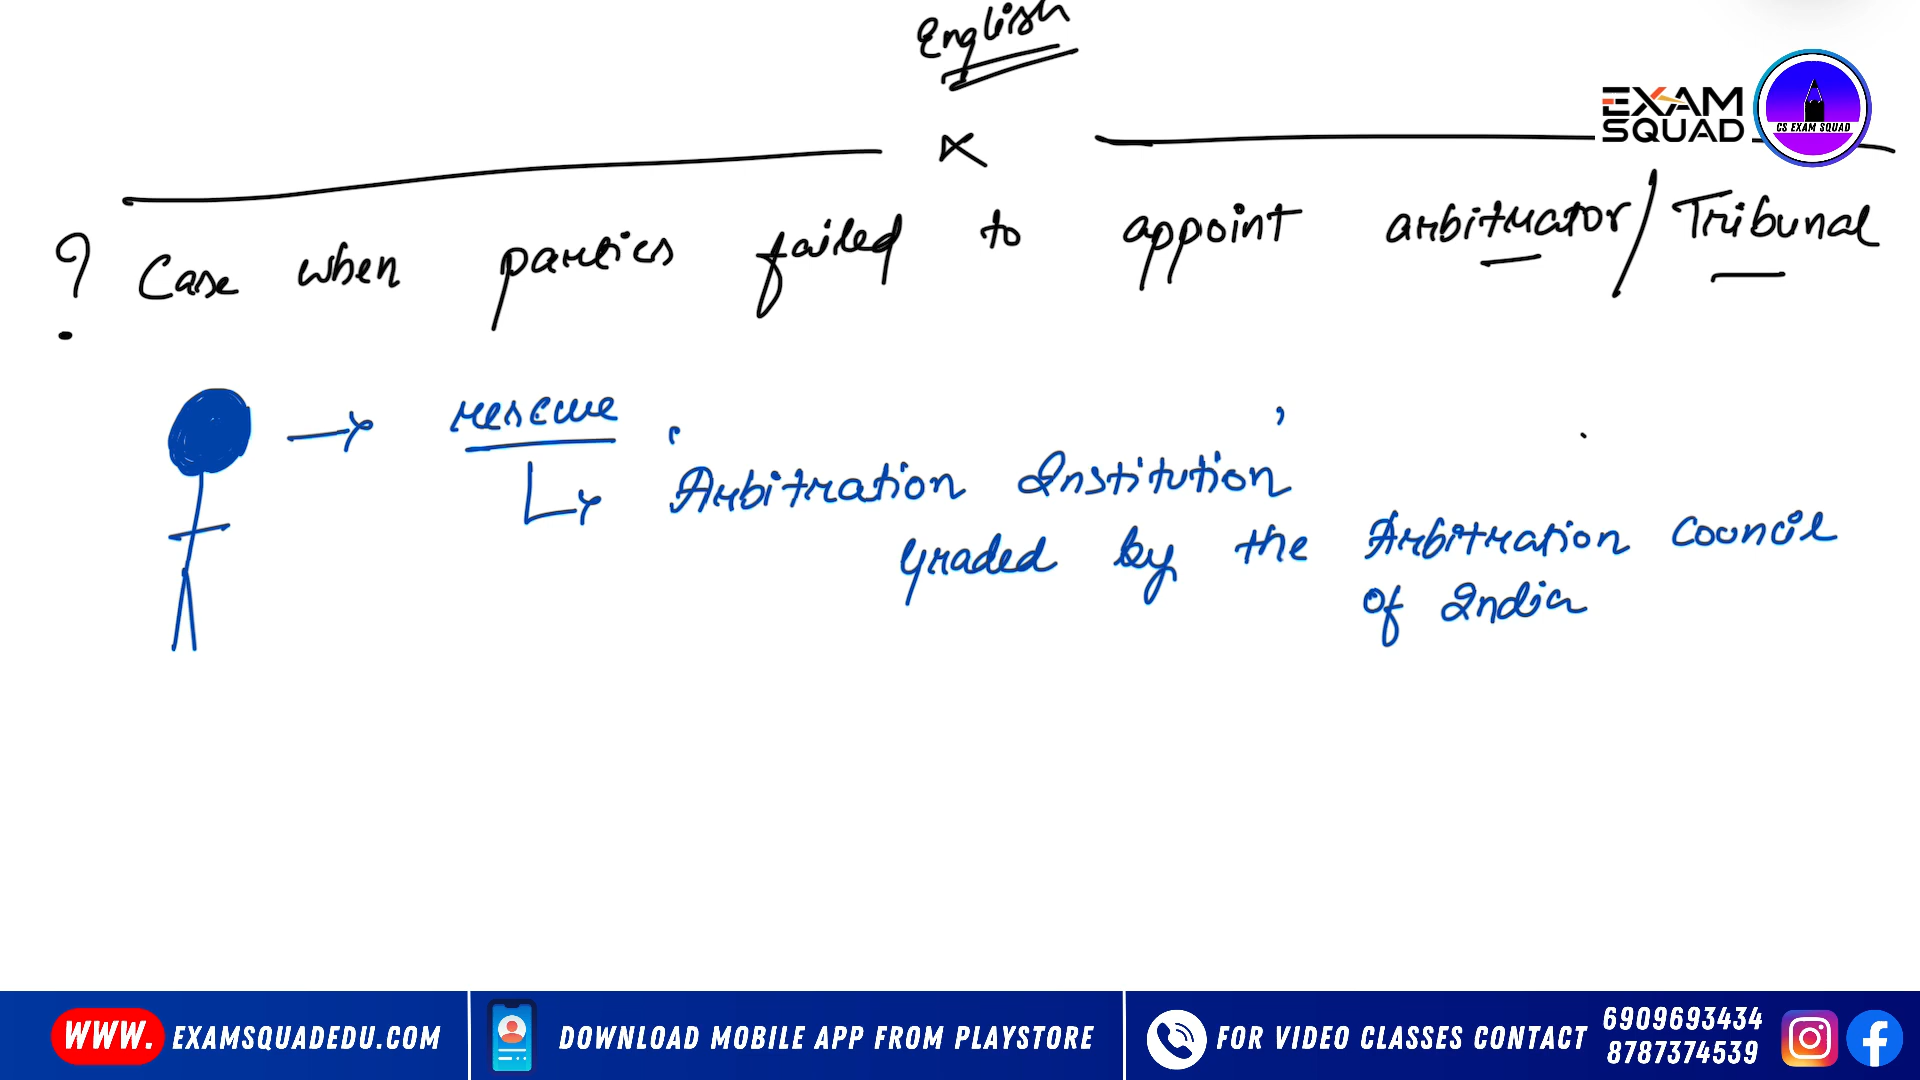 English
EXAM
SQUAD
CS EXAM SQUAD
? Case when parties failed to appoint arbitrator/Tribunal
→ rescue
↳ 'Arbitration Institution'
graded by the Arbitration Council
of India
WWW. EXAMSQUADEDU.COM
DOWNLOAD MOBILE APP FROM PLAYSTORE
FOR VIDEO CLASSES CONTACT
6909693434
8787374539